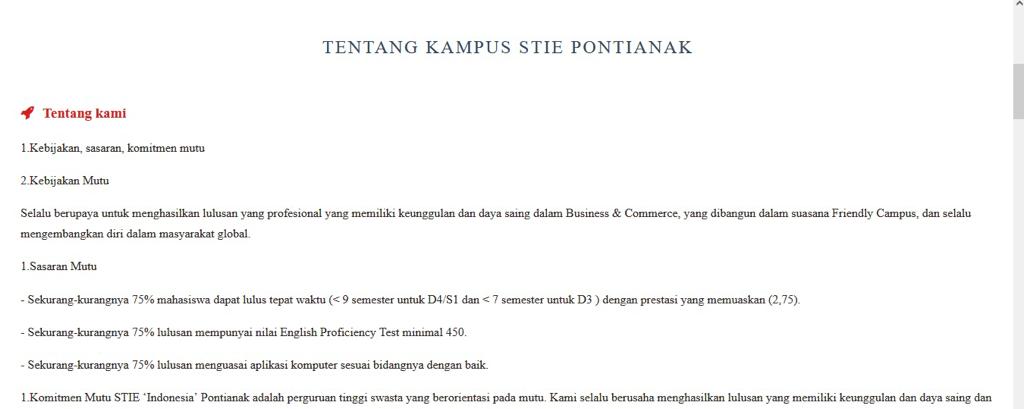 TENTANG KAMPUS STIE PONTIANAK
Tentang kami
1.Kebijakan, sasaran, komitmen mutu
2.Kebijakan Mutu
Selalu berupaya untuk menghasilkan lulusan yang profesional yang memiliki keunggulan dan daya saing dalam Business & Commerce, yang dibangun dalam suasana Friendly Campus, dan selalu
mengembangkan diri dalam masyarakat global.
1.Sasaran Mutu
- Sekurang-kurangnya 75% mahasiswa dapat lulus tepat waktu (< 9 semester untuk D4/S1 dan < 7 semester untuk D3 ) dengan prestasi yang memuaskan (2,75).
- Sekurang-kurangnya 75% lulusan mempunyai nilai English Proficiency Test minimal 450.
- Sekurang-kurangnya 75% lulusan menguasai aplikasi komputer sesuai bidangnya dengan baik.
1.Komitmen Mutu STIE ‘Indonesia’ Pontianak adalah perguruan tinggi swasta yang berorientasi pada mutu. Kami selalu berusaha menghasilkan lulusan yang memiliki keunggulan dan daya saing dan